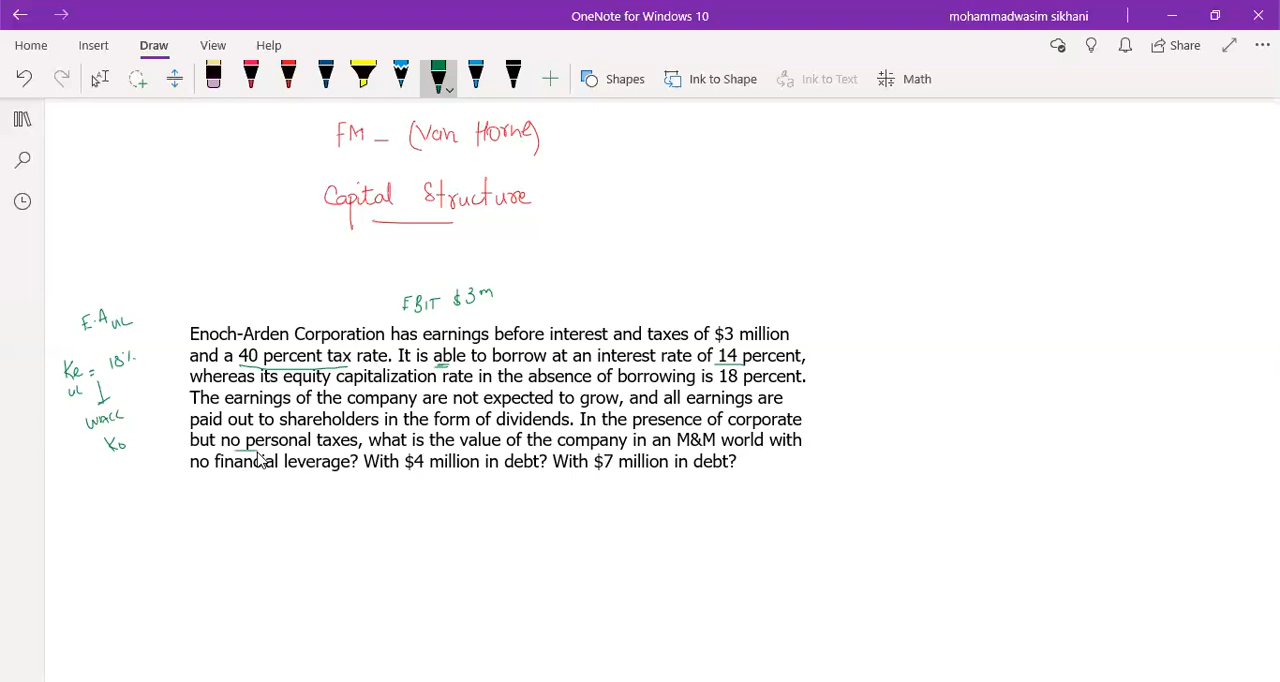 OneNote for Windows 10
mohammadwasim sikhani
Home Insert Draw View Help
Share
Shapes Ink to Shape Ink to Text Math
FM - (Van Horne)
Capital Structure
EBIT $3m
E.A UL
Ke = 18%
UL
WACC
Ko
Enoch-Arden Corporation has earnings before interest and taxes of $3 million
and a 40 percent tax rate. It is able to borrow at an interest rate of 14 percent,
whereas its equity capitalization rate in the absence of borrowing is 18 percent.
The earnings of the company are not expected to grow, and all earnings are
paid out to shareholders in the form of dividends. In the presence of corporate
but no personal taxes, what is the value of the company in an M&M world with
no financial leverage? With $4 million in debt? With $7 million in debt?